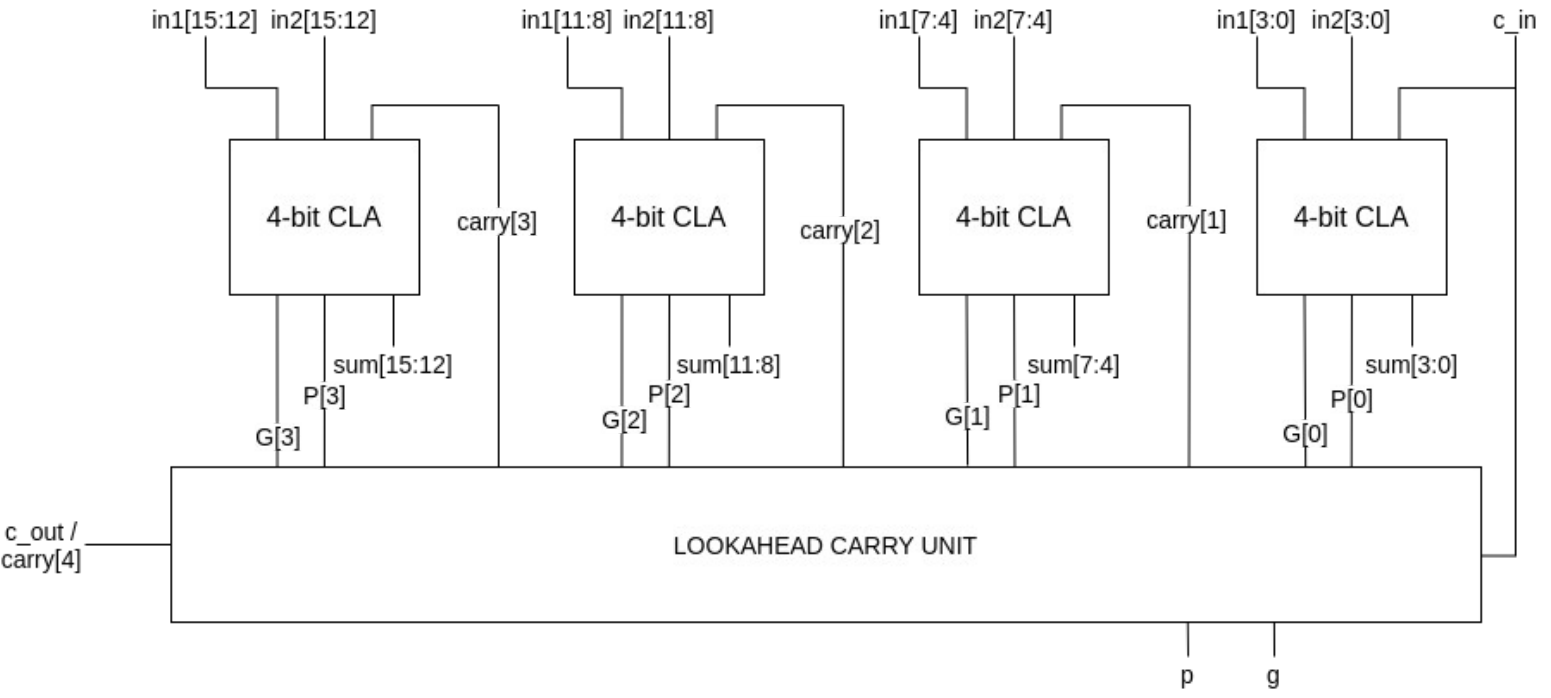 in1[15:12] in2[15:12] in1[11:8] in2[11:8] in1[7:4] in2[7:4] in1[3:0] in2[3:0] c_in
4-bit CLA 4-bit CLA 4-bit CLA 4-bit CLA
carry[3] carry[2] carry[1]
sum[15:12] sum[11:8] sum[7:4] sum[3:0]
P[3] P[2] P[1] P[0]
G[3] G[2] G[1] G[0]
c_out /
carry[4]
LOOKAHEAD CARRY UNIT
p g